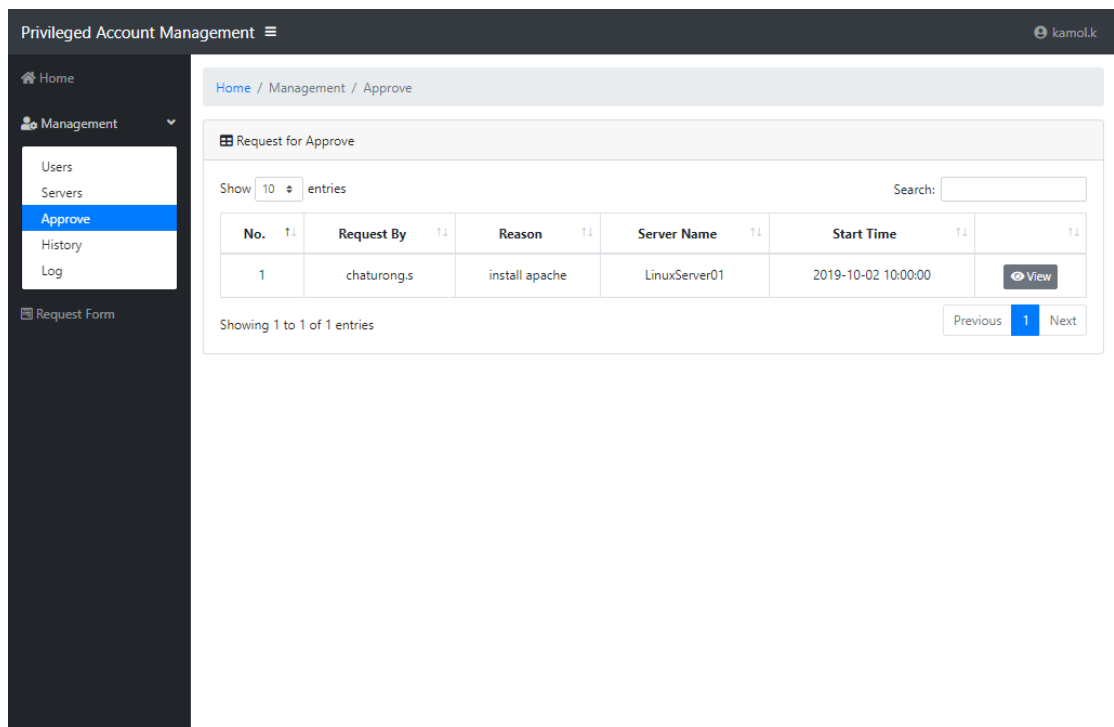 Privileged Account Management
kamol.k
Home
Management
Users
Servers
Approve
History
Log
Request Form
Home / Management / Approve
Request for Approve
Show 10 entries
Search:
No. Request By Reason Server Name Start Time
1 chaturong.s install apache LinuxServer01 2019-10-02 10:00:00 View
Showing 1 to 1 of 1 entries
Previous 1 Next